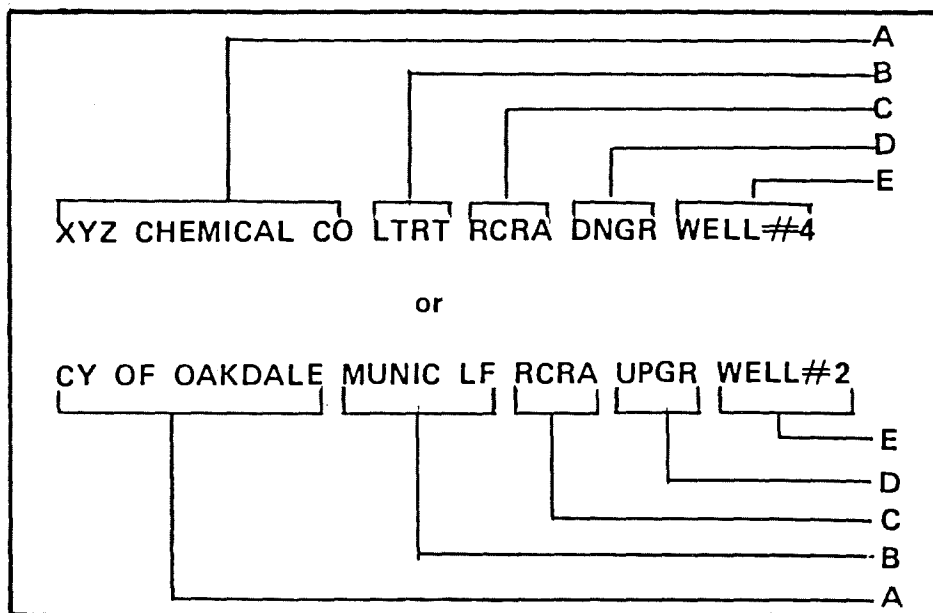 A
B
C
D
E
XYZ CHEMICAL CO LTRT RCRA DNGR WELL#4
or
CY OF OAKDALE MUNIC LF RCRA UPGR WELL#2
E
D
C
B
A